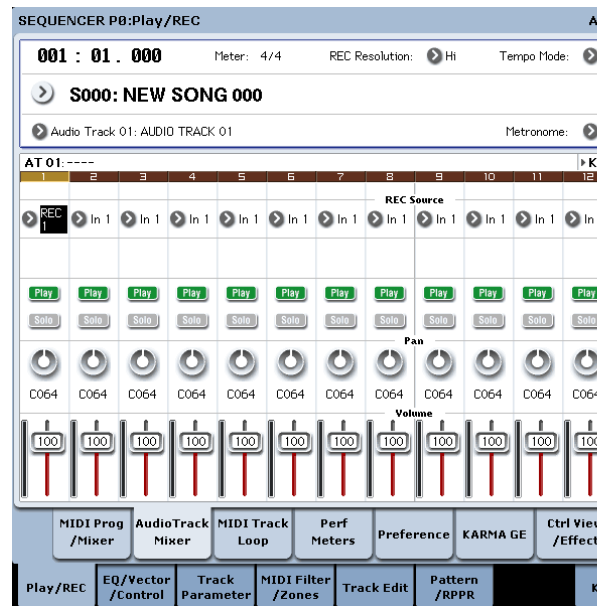 SEQUENCER P0:Play/REC A
001 : 01 . 000 Meter: 4/4 REC Resolution: Hi Tempo Mode:
S000: NEW SONG 000
Audio Track 01: AUDIO TRACK 01 Metronome:
AT 01:---- K
1 2 3 4 5 6 7 8 9 10 11 12
REC Source
REC 1 In 1 In 1 In 1 In 1 In 1 In 1 In 1 In 1 In 1 In 1 In
Play Play Play Play Play Play Play Play Play Play Play Play
Solo Solo Solo Solo Solo Solo Solo Solo Solo Solo Solo Solo
Pan
C064 C064 C064 C064 C064 C064 C064 C064 C064 C064 C064 C064
Volume
100 100 100 100 100 100 100 100 100 100 100 100
MIDI Prog /Mixer AudioTrack Mixer MIDI Track Loop Perf Meters Preference KARMA GE Ctrl View /Effect
Play/REC EQ/Vector /Control Track Parameter MIDI Filter /Zones Track Edit Pattern /RPPR K